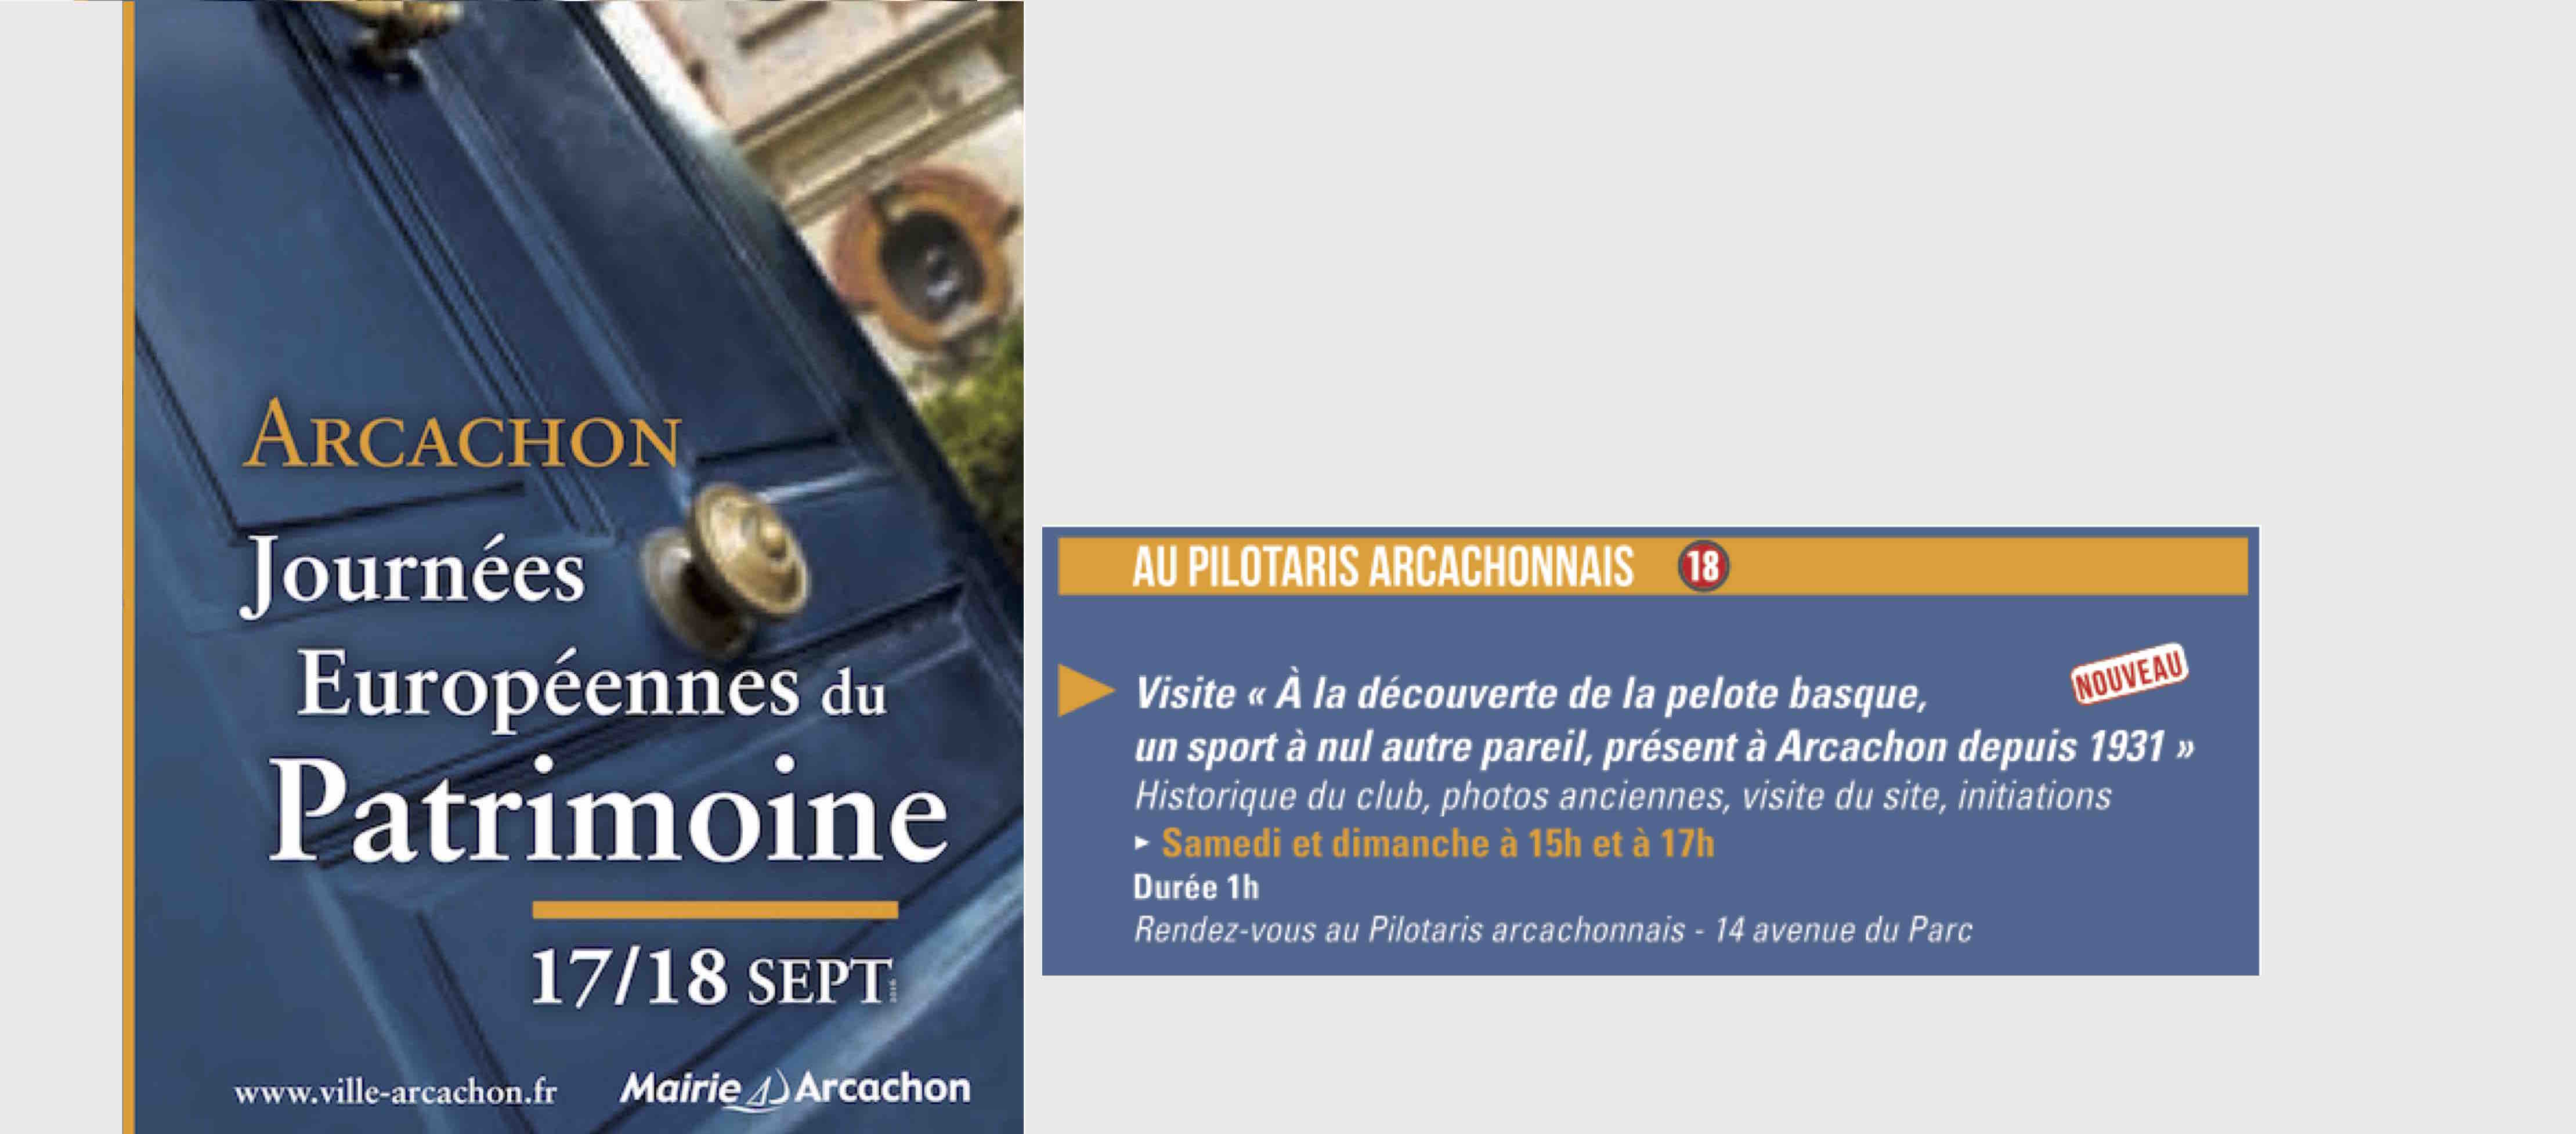 ARCACHON
Journées
Européennes du
Patrimoine
17/18 SEPT.
2016
www.ville-arcachon.fr
Mairie Arcachon
AU PILOTARIS ARCACHONNAIS 18
NOUVEAU
Visite « À la découverte de la pelote basque,
un sport à nul autre pareil, présent à Arcachon depuis 1931 »
Historique du club, photos anciennes, visite du site, initiations
► Samedi et dimanche à 15h et à 17h
Durée 1h
Rendez-vous au Pilotaris arcachonnais - 14 avenue du Parc